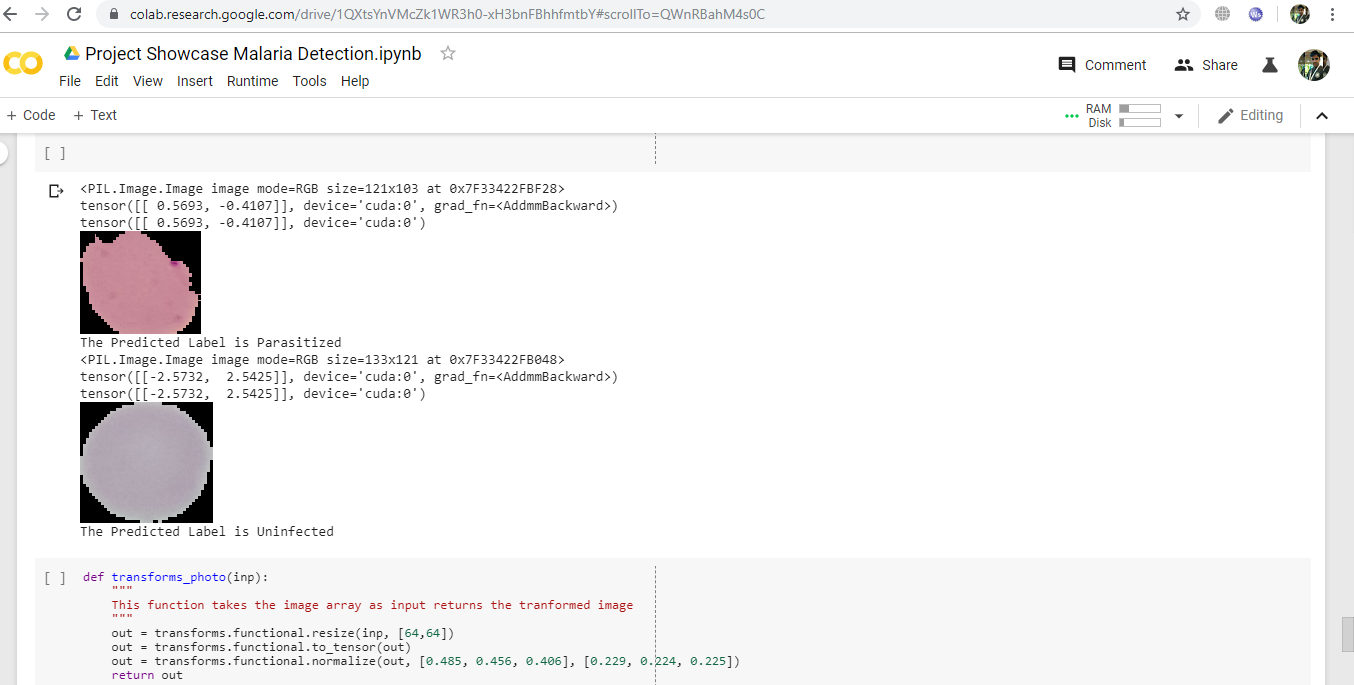 colab.research.google.com/drive/1QXtsYnVMcZk1WR3h0-xH3bnFBhhfmtbY#scrollTo=QWnRBahM4s0C
Ws
CO
Project Showcase Malaria Detection.ipynb
File Edit View Insert Runtime Tools Help
Comment Share
+ Code + Text
RAM
Disk
Editing
[ ]
<PIL.Image.Image image mode=RGB size=121x103 at 0x7F33422FBF28>
tensor([[ 0.5693, -0.4107]], device='cuda:0', grad_fn=<AddmmBackward>)
tensor([[ 0.5693, -0.4107]], device='cuda:0')
The Predicted Label is Parasitized
<PIL.Image.Image image mode=RGB size=133x121 at 0x7F33422FB048>
tensor([[-2.5732,  2.5425]], device='cuda:0', grad_fn=<AddmmBackward>)
tensor([[-2.5732,  2.5425]], device='cuda:0')
The Predicted Label is Uninfected
[ ] def transforms_photo(inp):
"""
This function takes the image array as input returns the tranformed image
"""
out = transforms.functional.resize(inp, [64,64])
out = transforms.functional.to_tensor(out)
out = transforms.functional.normalize(out, [0.485, 0.456, 0.406], [0.229, 0.224, 0.225])
return out